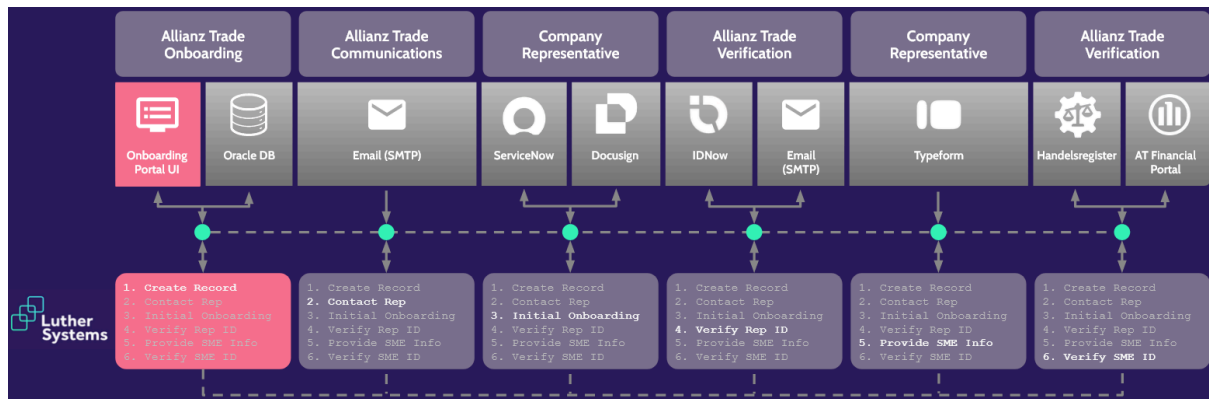 Allianz Trade
Onboarding
Allianz Trade
Communications
Company
Representative
Allianz Trade
Verification
Company
Representative
Allianz Trade
Verification
Onboarding
Portal UI
Oracle DB
Email (SMTP)
ServiceNow
Docusign
IDNow
Email
(SMTP)
Typeform
Handelsregister
AT Financial
Portal
Luther
Systems
1. Create Record
2. Contact Rep
3. Initial Onboarding
4. Verify Rep ID
5. Provide SME Info
6. Verify SME ID
1. Create Record
2. Contact Rep
3. Initial Onboarding
4. Verify Rep ID
5. Provide SME Info
6. Verify SME ID
1. Create Record
2. Contact Rep
3. Initial Onboarding
4. Verify Rep ID
5. Provide SME Info
6. Verify SME ID
1. Create Record
2. Contact Rep
3. Initial Onboarding
4. Verify Rep ID
5. Provide SME Info
6. Verify SME ID
1. Create Record
2. Contact Rep
3. Initial Onboarding
4. Verify Rep ID
5. Provide SME Info
6. Verify SME ID
1. Create Record
2. Contact Rep
3. Initial Onboarding
4. Verify Rep ID
5. Provide SME Info
6. Verify SME ID